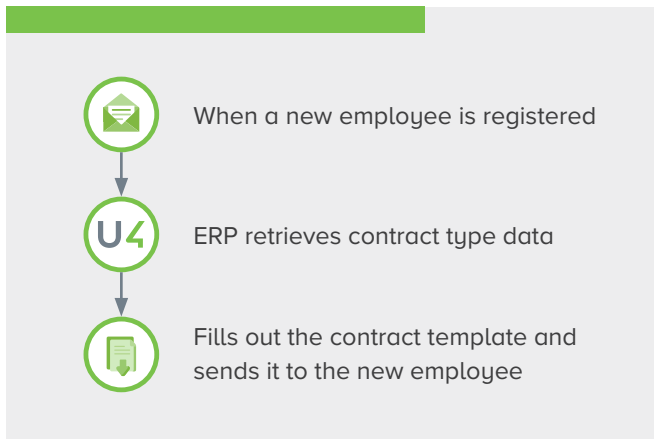 When a new employee is registered
U4
ERP retrieves contract type data
Fills out the contract template and
sends it to the new employee